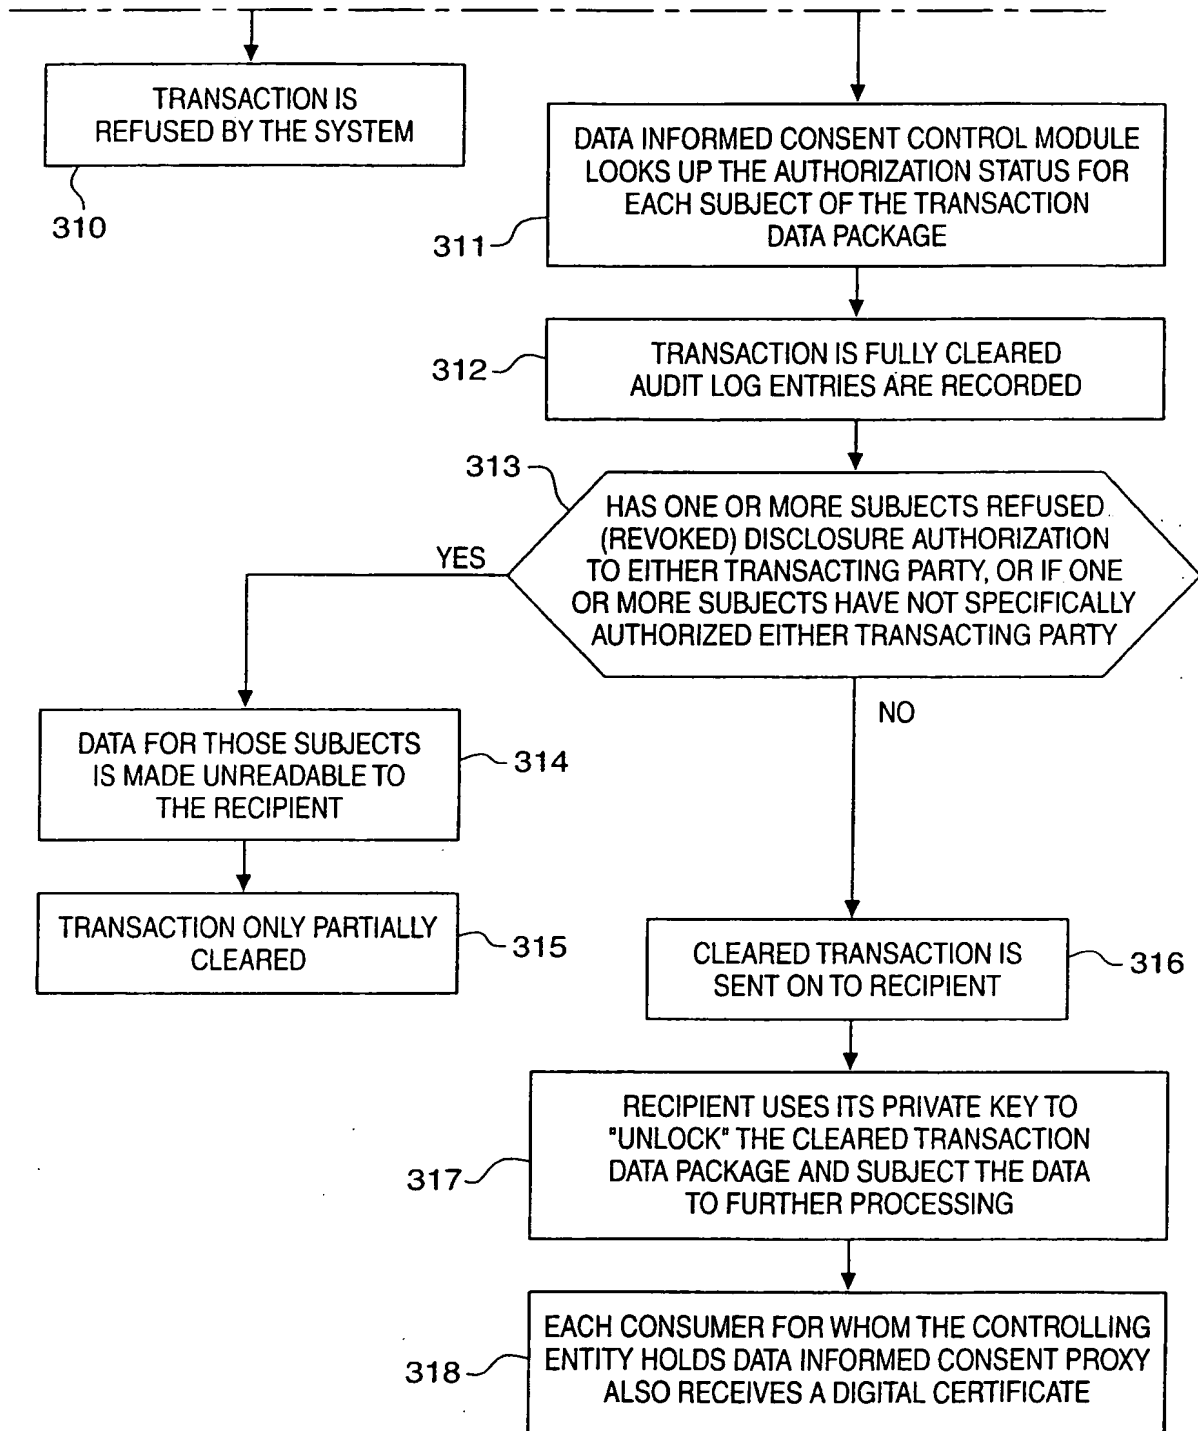 TRANSACTION IS
REFUSED BY THE SYSTEM
310
DATA INFORMED CONSENT CONTROL MODULE
LOOKS UP THE AUTHORIZATION STATUS FOR
EACH SUBJECT OF THE TRANSACTION
DATA PACKAGE
311
TRANSACTION IS FULLY CLEARED
AUDIT LOG ENTRIES ARE RECORDED
312
313
HAS ONE OR MORE SUBJECTS REFUSED
(REVOKED) DISCLOSURE AUTHORIZATION
TO EITHER TRANSACTING PARTY, OR IF ONE
OR MORE SUBJECTS HAVE NOT SPECIFICALLY
AUTHORIZED EITHER TRANSACTING PARTY
YES
NO
DATA FOR THOSE SUBJECTS
IS MADE UNREADABLE TO
THE RECIPIENT
314
TRANSACTION ONLY PARTIALLY
CLEARED
315
CLEARED TRANSACTION IS
SENT ON TO RECIPIENT
316
RECIPIENT USES ITS PRIVATE KEY TO
"UNLOCK" THE CLEARED TRANSACTION
DATA PACKAGE AND SUBJECT THE DATA
TO FURTHER PROCESSING
317
EACH CONSUMER FOR WHOM THE CONTROLLING
ENTITY HOLDS DATA INFORMED CONSENT PROXY
ALSO RECEIVES A DIGITAL CERTIFICATE
318